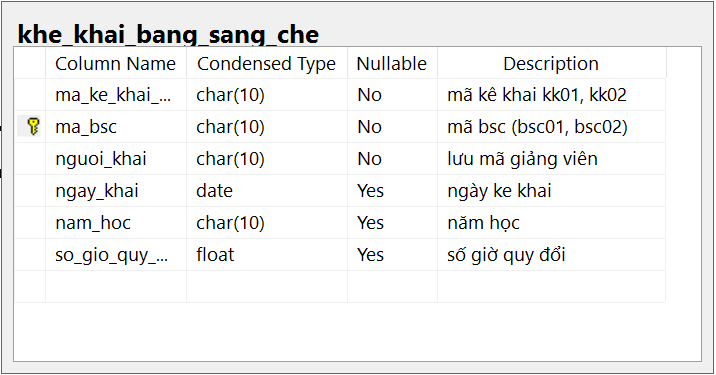 khe_khai_bang_sang_che
Column Name Condensed Type Nullable Description
ma_ke_khai_... char(10) No mã kê khai kk01, kk02
ma_bsc char(10) No mã bsc (bsc01, bsc02)
nguoi_khai char(10) No lưu mã giảng viên
ngay_khai date Yes ngày ke khai
nam_hoc char(10) Yes năm học
so_gio_quy_... float Yes số giờ quy đổi